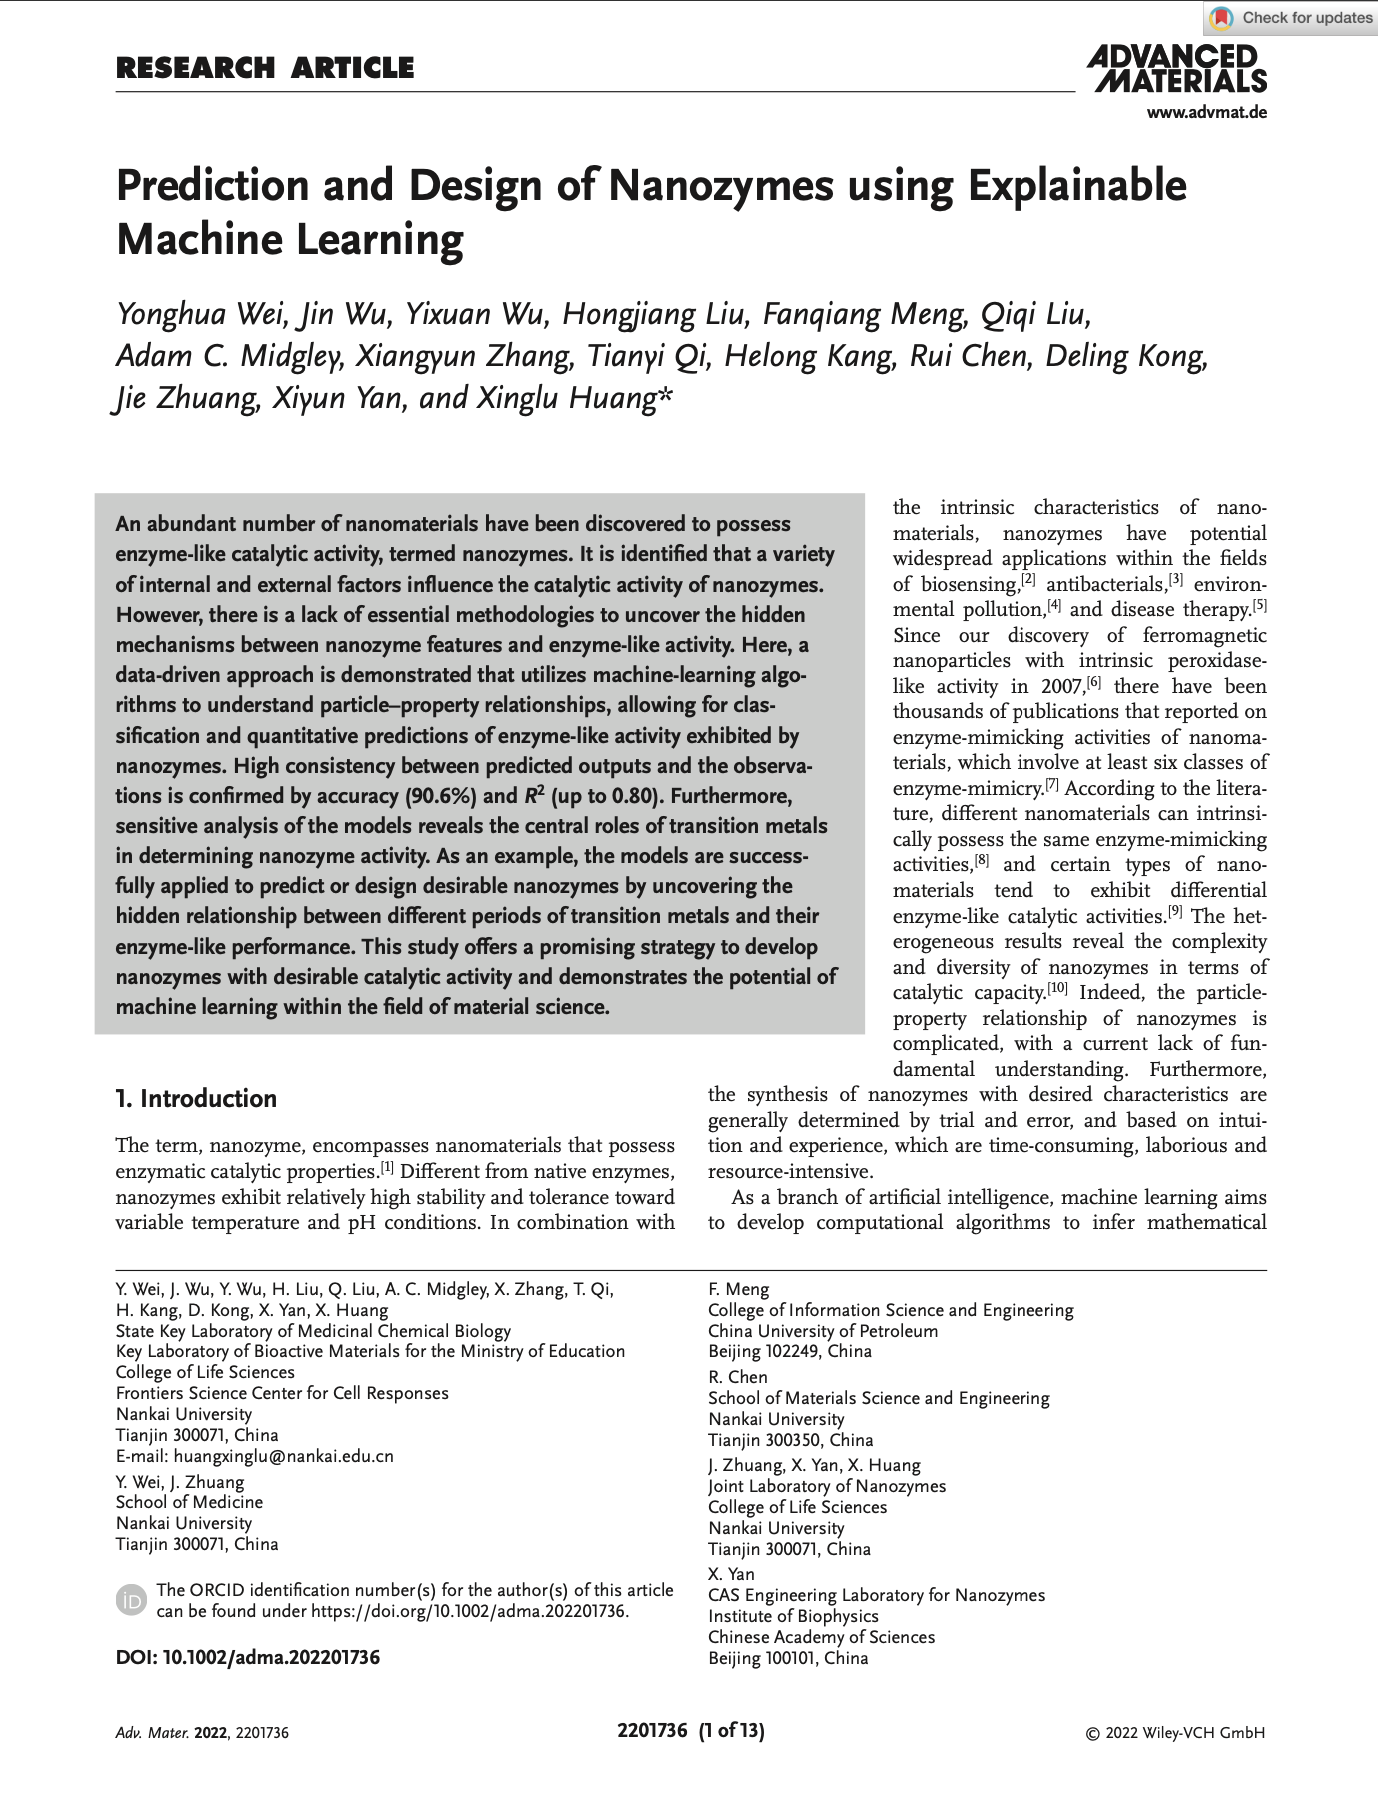 Check for updates
RESEARCH ARTICLE
ADVANCED
MATERIALS
www.advmat.de
Prediction and Design of Nanozymes using Explainable
Machine Learning
Yonghua Wei, Jin Wu, Yixuan Wu, Hongjiang Liu, Fanqiang Meng, Qiqi Liu,
Adam C. Midgley, Xiangyun Zhang, Tianyi Qi, Helong Kang, Rui Chen, Deling Kong,
Jie Zhuang, Xiyun Yan, and Xinglu Huang*
An abundant number of nanomaterials have been discovered to possess
enzyme-like catalytic activity, termed nanozymes. It is identified that a variety
of internal and external factors influence the catalytic activity of nanozymes.
However, there is a lack of essential methodologies to uncover the hidden
mechanisms between nanozyme features and enzyme-like activity. Here, a
data-driven approach is demonstrated that utilizes machine-learning algo-
rithms to understand particle–property relationships, allowing for clas-
sification and quantitative predictions of enzyme-like activity exhibited by
nanozymes. High consistency between predicted outputs and the observa-
tions is confirmed by accuracy (90.6%) and R² (up to 0.80). Furthermore,
sensitive analysis of the models reveals the central roles of transition metals
in determining nanozyme activity. As an example, the models are success-
fully applied to predict or design desirable nanozymes by uncovering the
hidden relationship between different periods of transition metals and their
enzyme-like performance. This study offers a promising strategy to develop
nanozymes with desirable catalytic activity and demonstrates the potential of
machine learning within the field of material science.
1. Introduction
The term, nanozyme, encompasses nanomaterials that possess
enzymatic catalytic properties.[1] Different from native enzymes,
nanozymes exhibit relatively high stability and tolerance toward
variable temperature and pH conditions. In combination with
the intrinsic characteristics of nano-
materials, nanozymes have potential
widespread applications within the fields
of biosensing,[2] antibacterials,[3] environ-
mental pollution,[4] and disease therapy.[5]
Since our discovery of ferromagnetic
nanoparticles with intrinsic peroxidase-
like activity in 2007,[6] there have been
thousands of publications that reported on
enzyme-mimicking activities of nanoma-
terials, which involve at least six classes of
enzyme-mimicry.[7] According to the litera-
ture, different nanomaterials can intrinsi-
cally possess the same enzyme-mimicking
activities,[8] and certain types of nano-
materials tend to exhibit differential
enzyme-like catalytic activities.[9] The het-
erogeneous results reveal the complexity
and diversity of nanozymes in terms of
catalytic capacity.[10] Indeed, the particle-
property relationship of nanozymes is
complicated, with a current lack of fun-
damental understanding. Furthermore,
the synthesis of nanozymes with desired characteristics are
generally determined by trial and error, and based on intui-
tion and experience, which are time-consuming, laborious and
resource-intensive.
As a branch of artificial intelligence, machine learning aims
to develop computational algorithms to infer mathematical
Y. Wei, J. Wu, Y. Wu, H. Liu, Q. Liu, A. C. Midgley, X. Zhang, T. Qi,
H. Kang, D. Kong, X. Yan, X. Huang
State Key Laboratory of Medicinal Chemical Biology
Key Laboratory of Bioactive Materials for the Ministry of Education
College of Life Sciences
Frontiers Science Center for Cell Responses
Nankai University
Tianjin 300071, China
E-mail: huangxinglu@nankai.edu.cn
Y. Wei, J. Zhuang
School of Medicine
Nankai University
Tianjin 300071, China
iD
The ORCID identification number(s) for the author(s) of this article
can be found under https://doi.org/10.1002/adma.202201736.
DOI: 10.1002/adma.202201736
F. Meng
College of Information Science and Engineering
China University of Petroleum
Beijing 102249, China
R. Chen
School of Materials Science and Engineering
Nankai University
Tianjin 300350, China
J. Zhuang, X. Yan, X. Huang
Joint Laboratory of Nanozymes
College of Life Sciences
Nankai University
Tianjin 300071, China
X. Yan
CAS Engineering Laboratory for Nanozymes
Institute of Biophysics
Chinese Academy of Sciences
Beijing 100101, China
Adv. Mater. 2022, 2201736
2201736 (1 of 13)
© 2022 Wiley-VCH GmbH